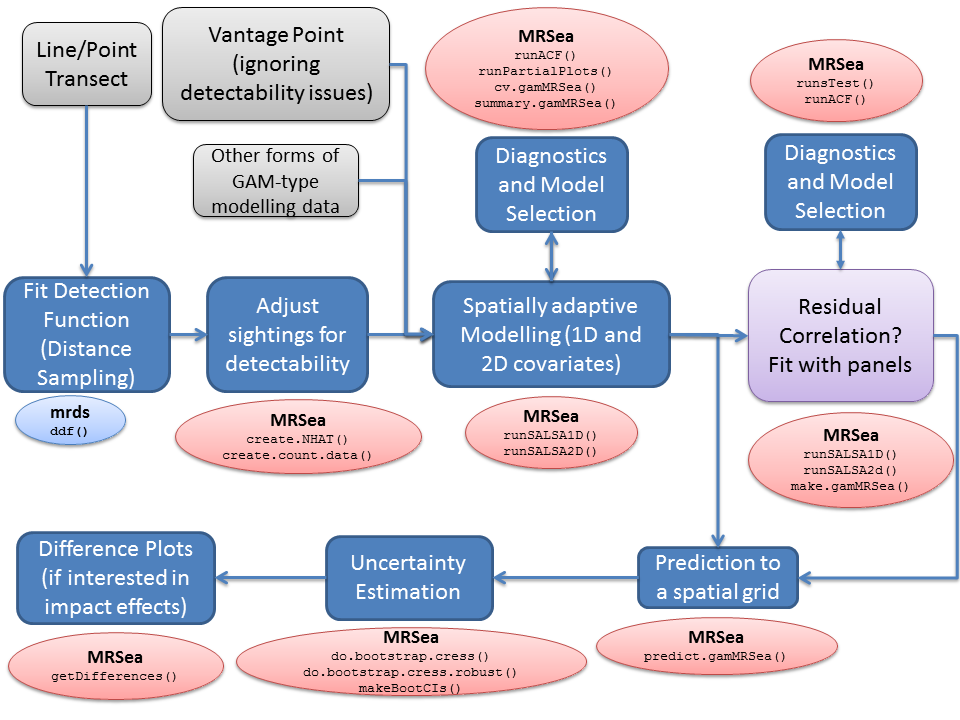 Line/Point
Transect
Vantage Point
(ignoring
detectability issues)
Other forms of
GAM-type
modelling data
MRSea
runACF()
runPartialPlots()
cv.gamMRSea()
summary.gamMRSea()
MRSea
runsTest()
runACF()
Diagnostics
and Model
Selection
Diagnostics
and Model
Selection
Fit Detection
Function
(Distance
Sampling)
Adjust
sightings for
detectability
Spatially adaptive
Modelling (1D and
2D covariates)
Residual
Correlation?
Fit with panels
mrds
ddf()
MRSea
create.NHAT()
create.count.data()
MRSea
runSALSA1D()
runSALSA2D()
MRSea
runSALSA1D()
runSALSA2d()
make.gamMRSea()
Difference Plots
(if interested in
impact effects)
Uncertainty
Estimation
Prediction to
a spatial grid
MRSea
getDifferences()
MRSea
do.bootstrap.cress()
do.bootstrap.cress.robust()
makeBootCIs()
MRSea
predict.gamMRSea()